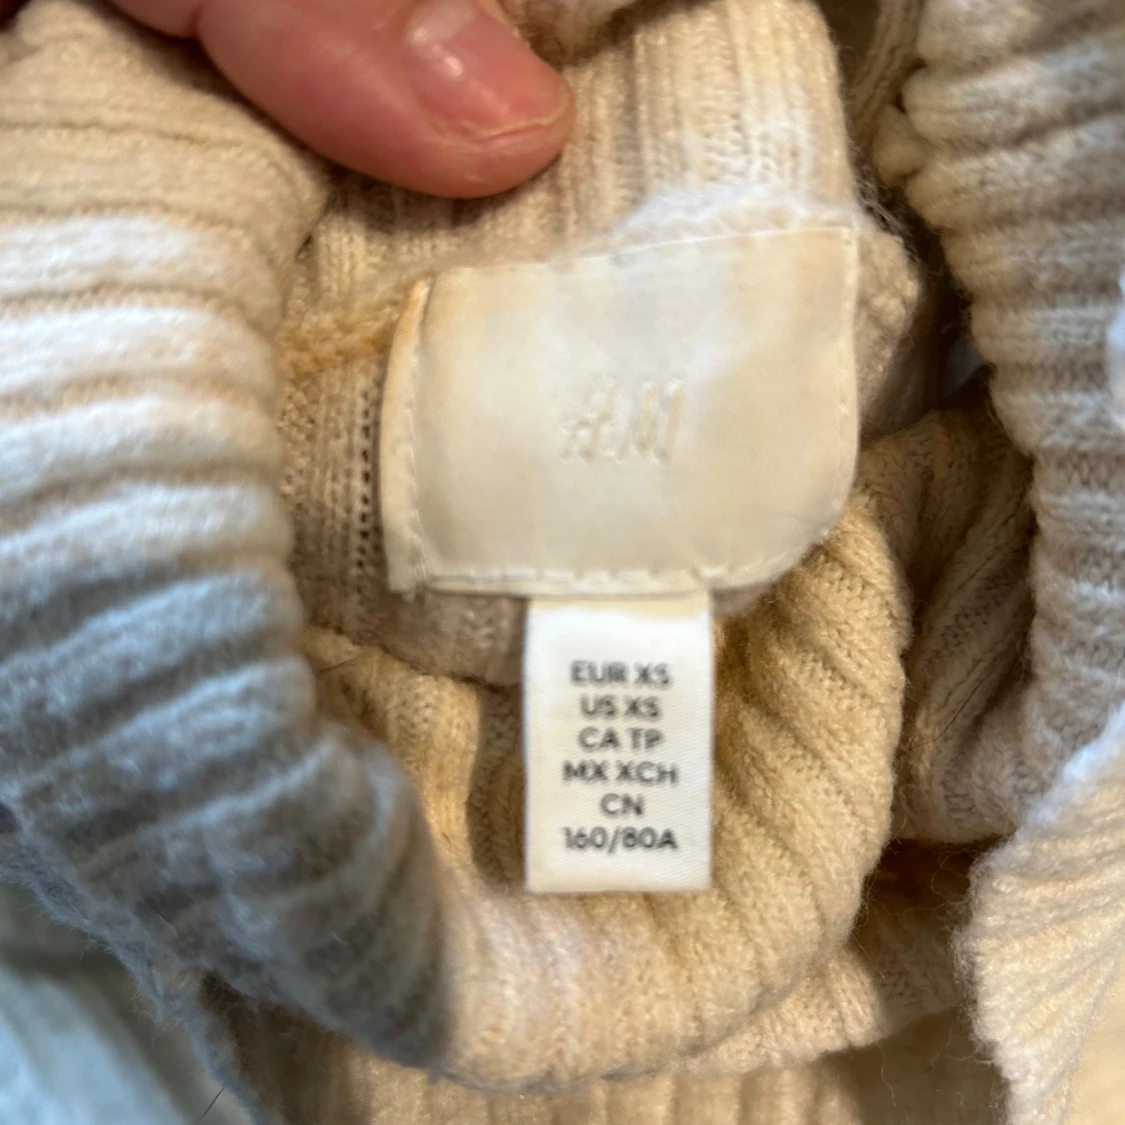 H&M
EUR XS
US XS
CA TP
MX XCH
CN
160/80A